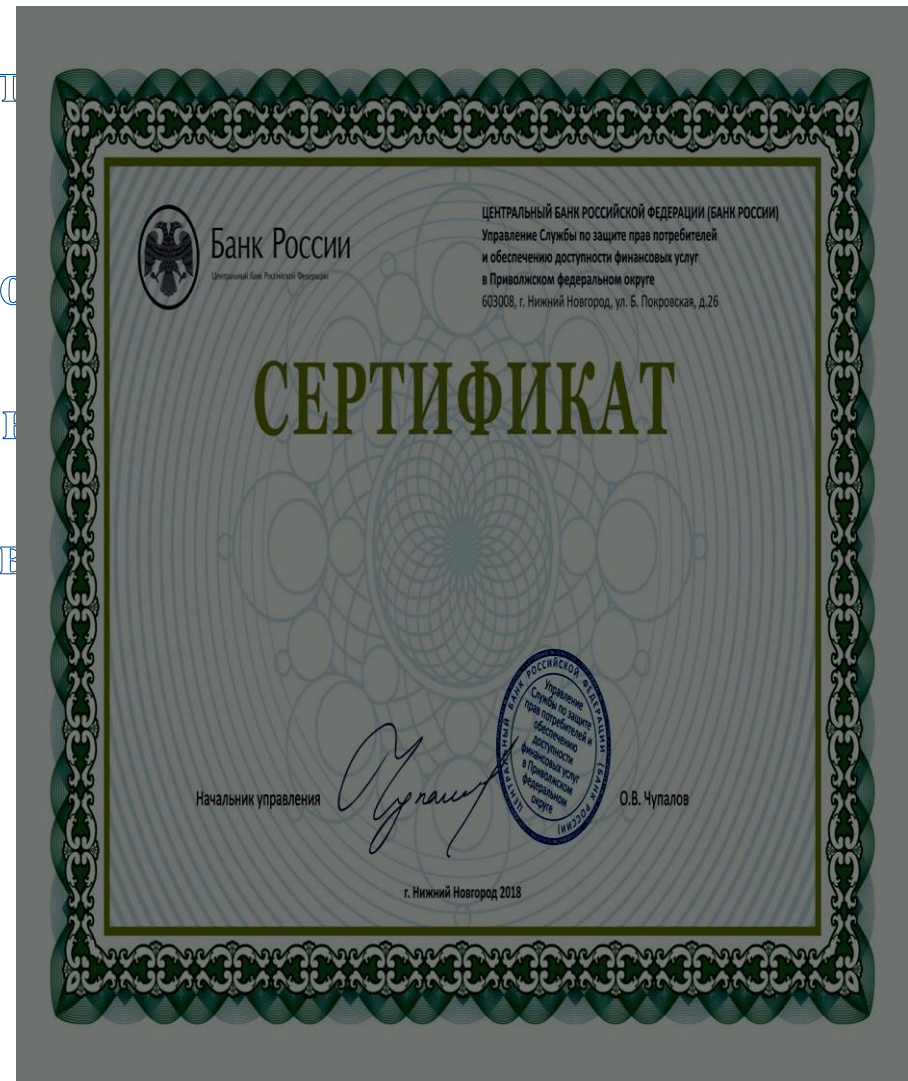 Банк России
Центральный банк Российской Федерации
ЦЕНТРАЛЬНЫЙ БАНК РОССИЙСКОЙ ФЕДЕРАЦИИ (БАНК РОССИИ)
Управление Службы по защите прав потребителей
и обеспечению доступности финансовых услуг
в Приволжском федеральном округе
603008, г. Нижний Новгород, ул. Б. Покровская, д.26
СЕРТИФИКАТ
Начальник управления
Чупалов
ЦЕНТРАЛЬНЫЙ БАНК РОССИЙСКОЙ ФЕДЕРАЦИИ (БАНК РОССИИ)
Управление
Службы по защите
прав потребителей и
обеспечению
доступности
финансовых услуг
в Приволжском
федеральном
округе
О.В. Чупалов
г. Нижний Новгород 2018